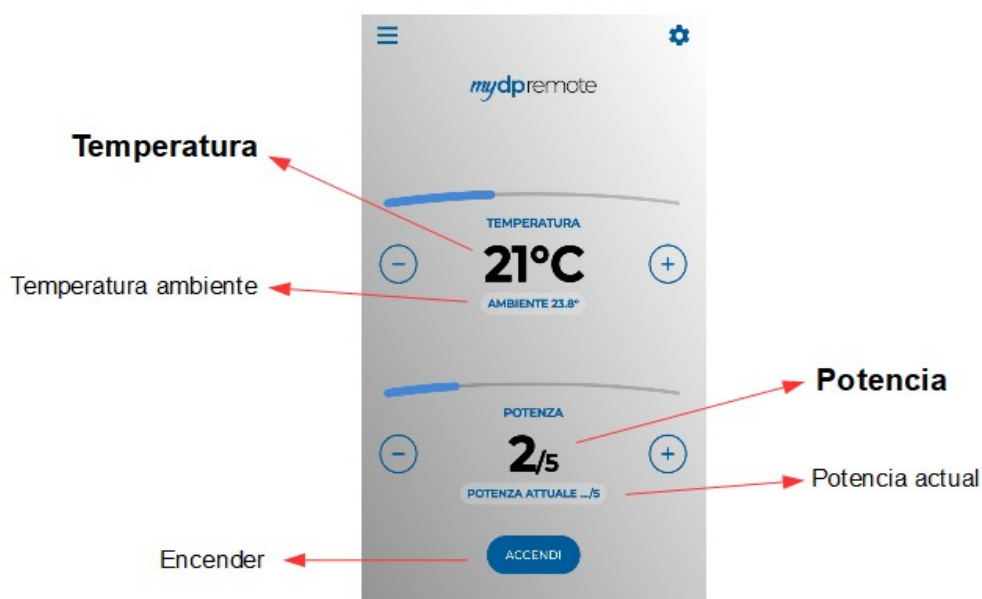 mydpremote
Temperatura
TEMPERATURA
21°C
Temperatura ambiente
AMBIENTE 23.8°
Potencia
POTENZA
2/5
Potencia actual
POTENZA ATTUALE .../5
Encender
ACCENDI